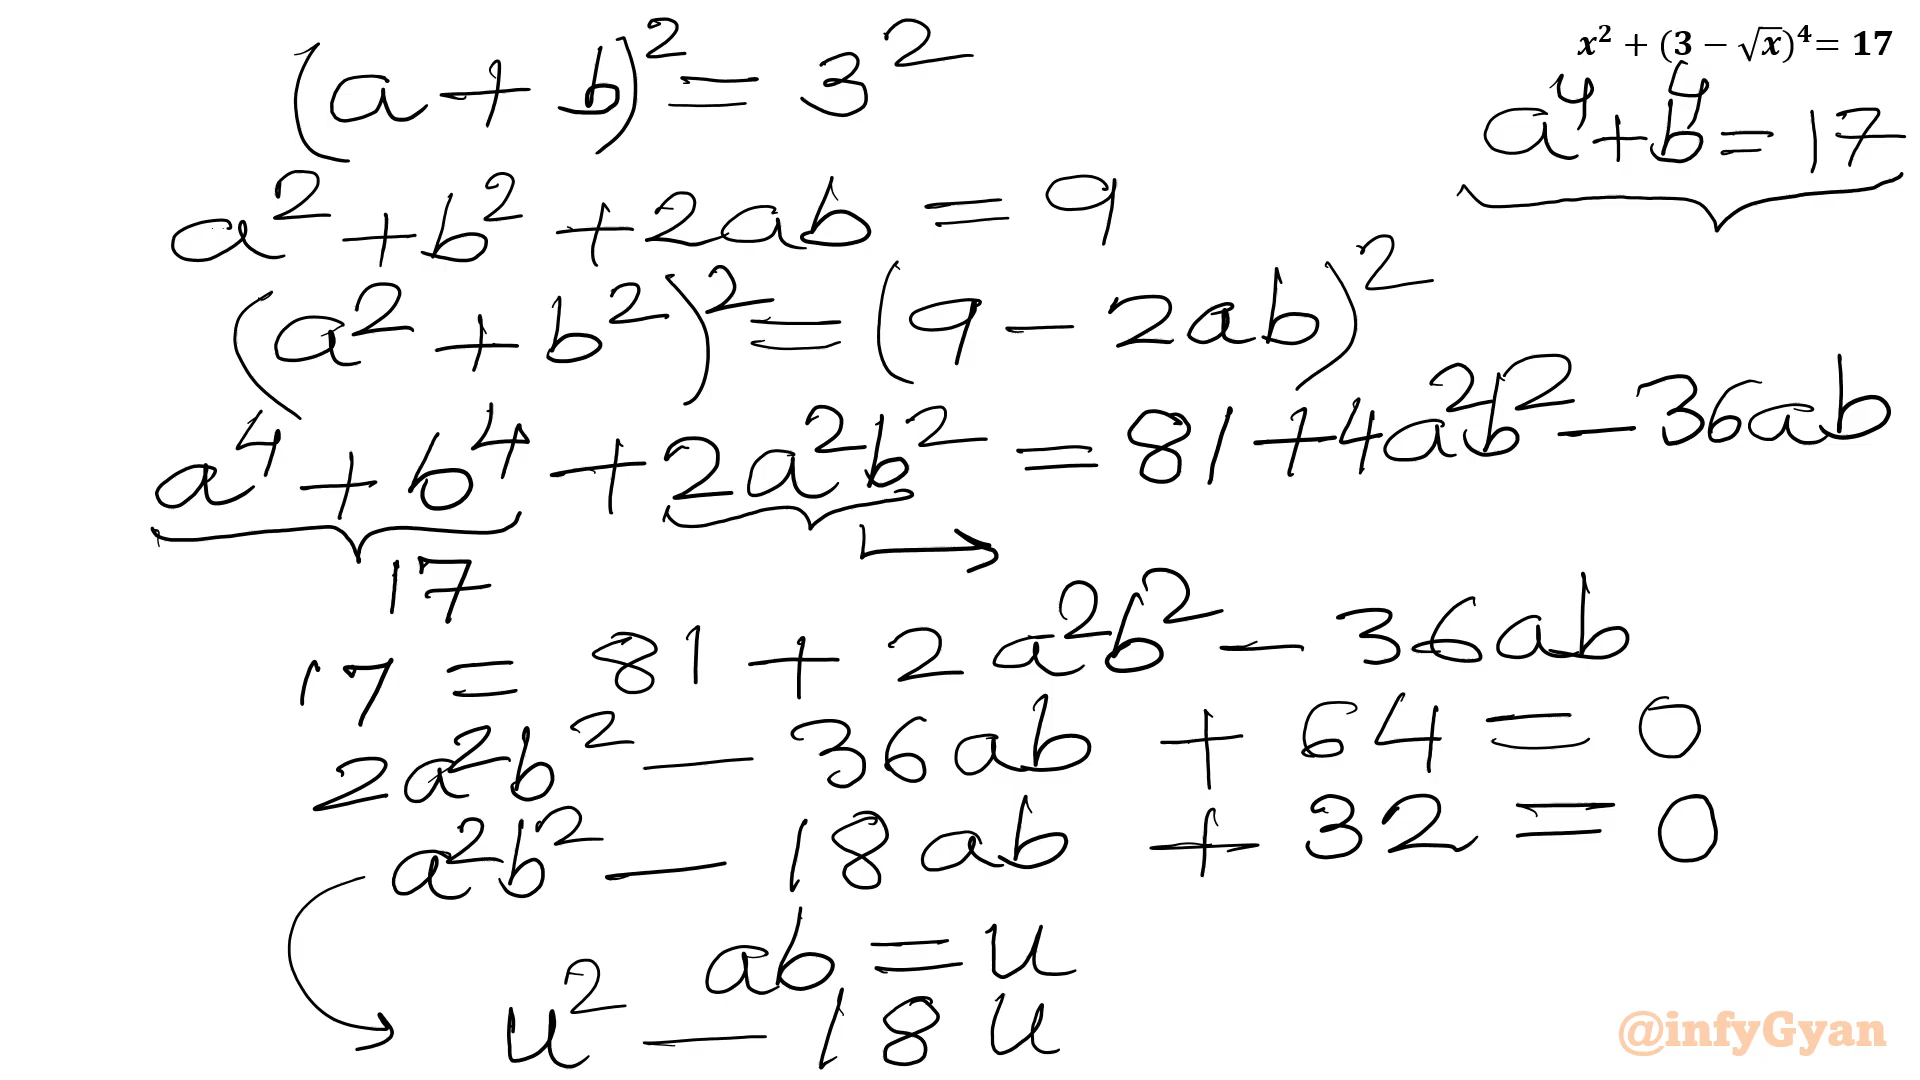 x² + (3 − √x)⁴= 17
(a + b)² = 3²
a⁴ + b⁴ = 17
a² + b² + 2ab = 9
(a² + b²)² = (9 − 2ab)²
a⁴ + b⁴ + 2a²b² = 81 + 4a²b² − 36ab
17
17 = 81 + 2a²b² − 36ab
2a²b² − 36ab + 64 = 0
a²b² − 18ab + 32 = 0
ab = u
u² − 18u
@infyGyan